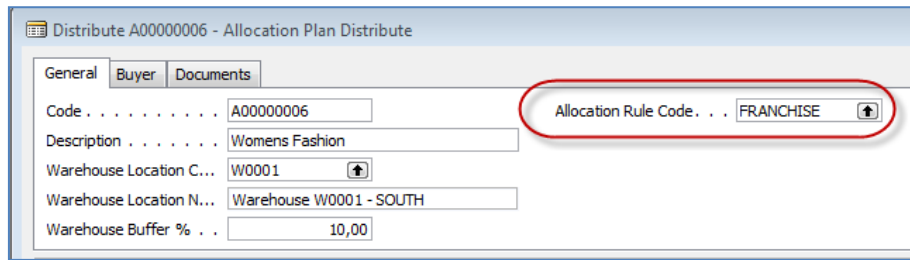 Distribute A00000006 - Allocation Plan Distribute
General Buyer Documents
Code . . . . . . . . . . A00000006 Allocation Rule Code. . . FRANCHISE
Description . . . . . . . Womens Fashion
Warehouse Location C... W0001
Warehouse Location N... Warehouse W0001 - SOUTH
Warehouse Buffer % . . 10,00